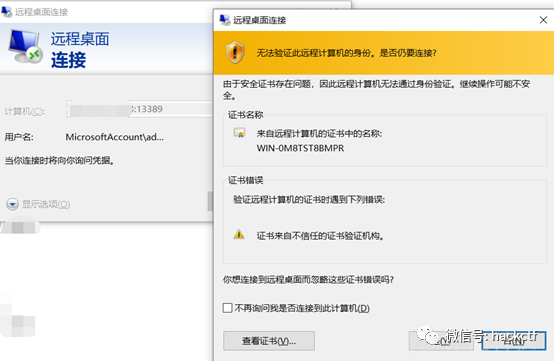 远程桌面连接
远程桌面
连接
计算机(C):
:13389
用户名:
MicrosoftAccount\ad...
当你连接时将向你询问凭据。
显示选项(O)
远程桌面连接
无法验证此远程计算机的身份。是否仍要连接?
由于安全证书存在问题，因此远程计算机无法通过身份验证。继续操作可能不安
全。
证书名称
来自远程计算机的证书中的名称:
WIN-0M8TST8BMPR
证书错误
验证远程计算机的证书时遇到下列错误:
证书来自不信任的证书验证机构。
你想连接到远程桌面而忽略这些证书错误吗?
不再询问我是否连接到此计算机(D)
查看证书(V)...
微信号: hackctf